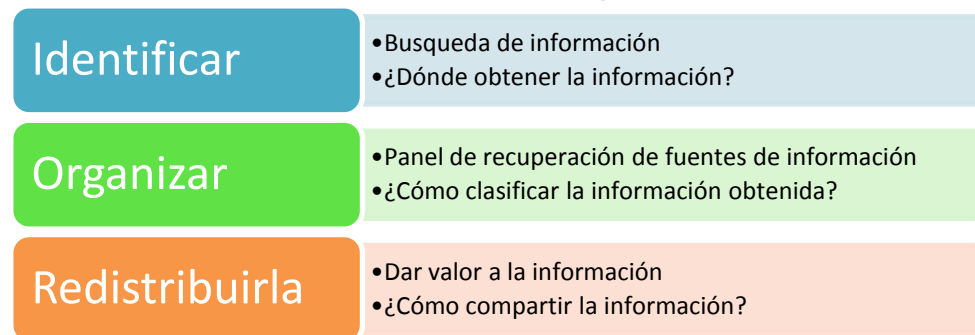 Identificar
•Busqueda de información
•¿Dónde obtener la información?
Organizar
•Panel de recuperación de fuentes de información
•¿Cómo clasificar la información obtenida?
Redistribuirla
•Dar valor a la información
•¿Cómo compartir la información?